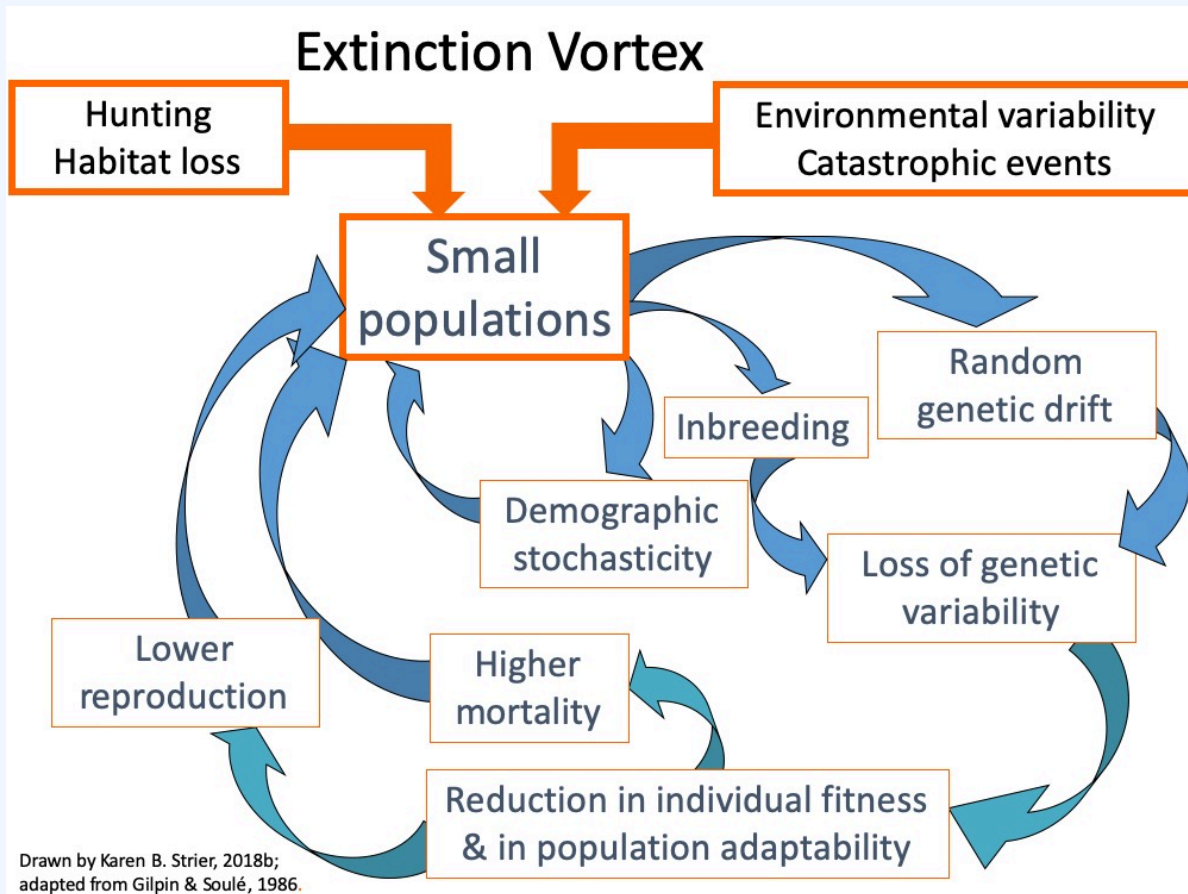 Extinction Vortex
Hunting
Habitat loss
Environmental variability
Catastrophic events
Small
populations
Random
genetic drift
Inbreeding
Demographic
stochasticity
Loss of genetic
variability
Lower
reproduction
Higher
mortality
Reduction in individual fitness
& in population adaptability
Drawn by Karen B. Strier, 2018b;
adapted from Gilpin & Soulé, 1986.